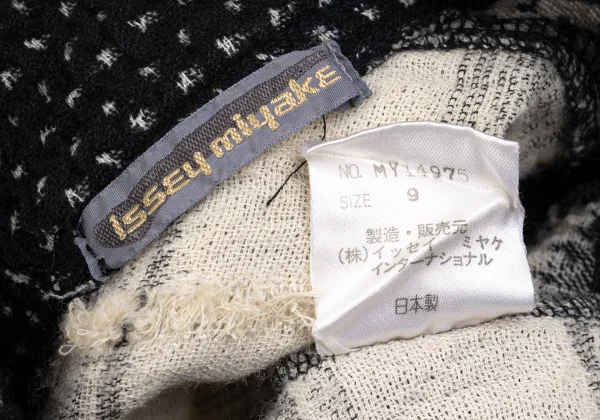 issey miyake
NO. MY14975
SIZE 9
製造・販売元
(株)イッセイ ミヤケ
インターナショナル
日本製